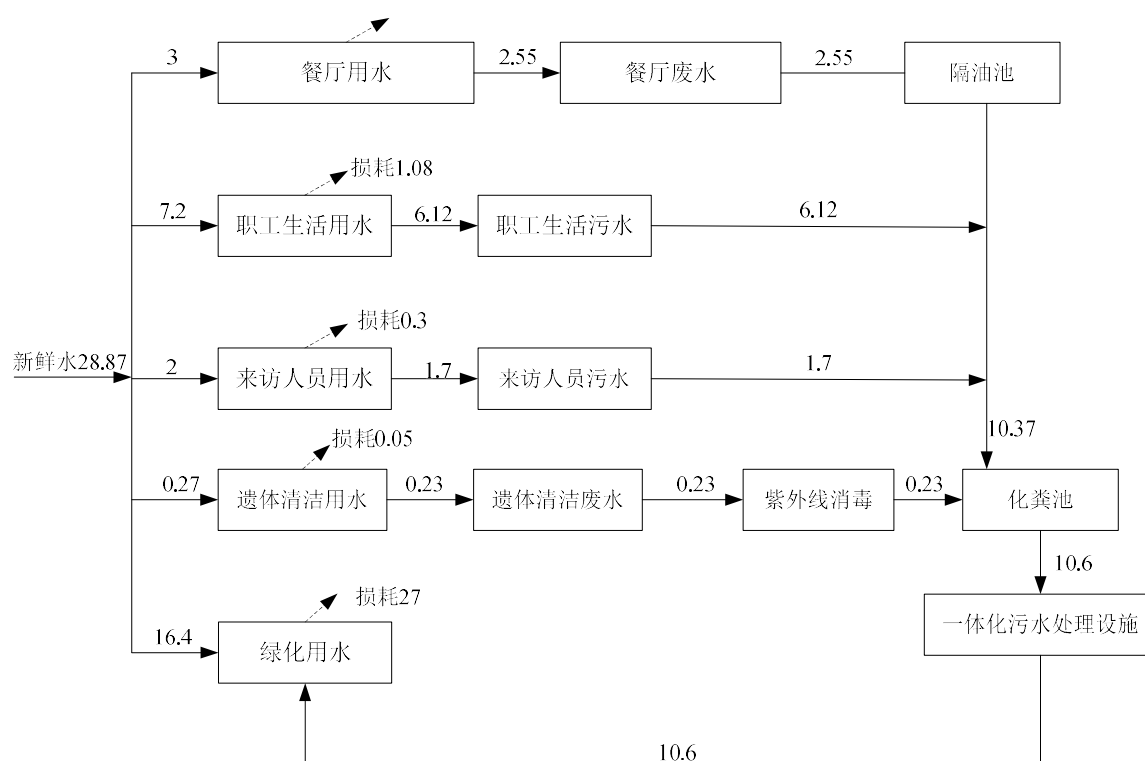 3
餐厅用水
2.55
餐厅废水
2.55
隔油池
损耗1.08
7.2
职工生活用水
6.12
职工生活污水
6.12
损耗0.3
新鲜水28.87
2
来访人员用水
1.7
来访人员污水
1.7
10.37
损耗0.05
0.27
遗体清洁用水
0.23
遗体清洁废水
0.23
紫外线消毒
0.23
化粪池
10.6
损耗27
16.4
绿化用水
一体化污水处理设施
10.6